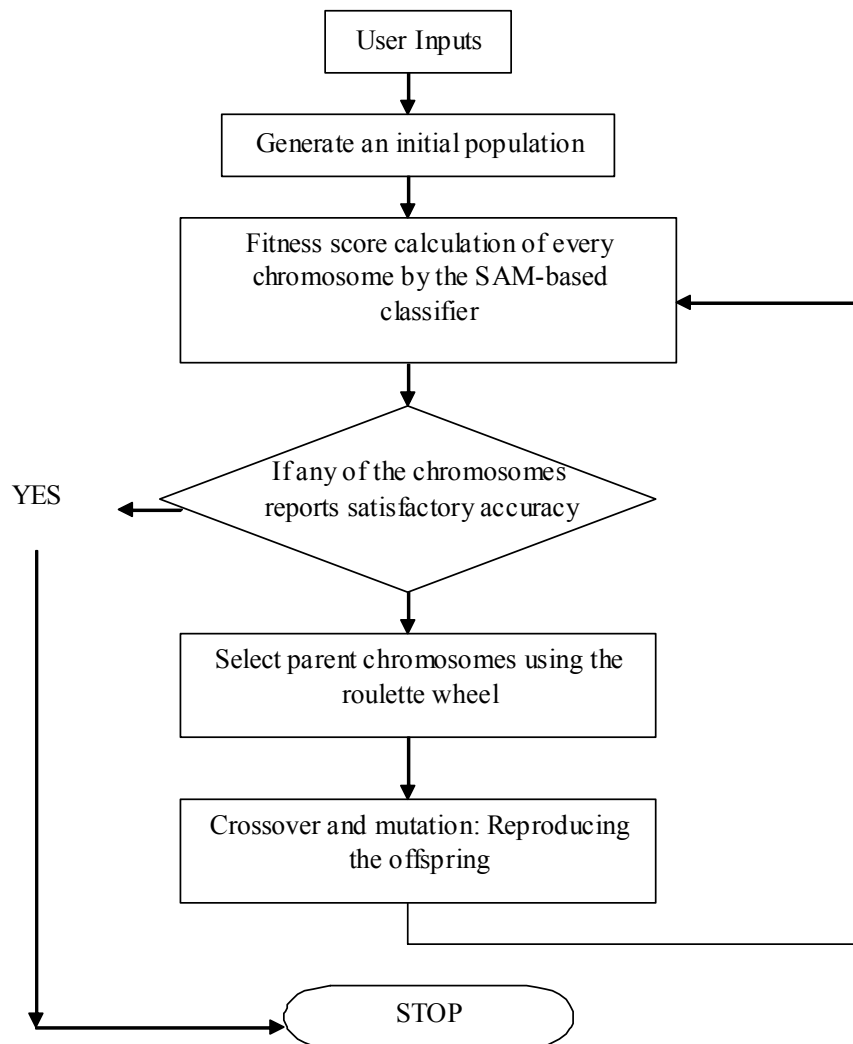 User Inputs
Generate an initial population
Fitness score calculation of every
chromosome by the SAM-based
classifier
If any of the chromosomes
reports satisfactory accuracy
YES
Select parent chromosomes using the
roulette wheel
Crossover and mutation: Reproducing
the offspring
STOP